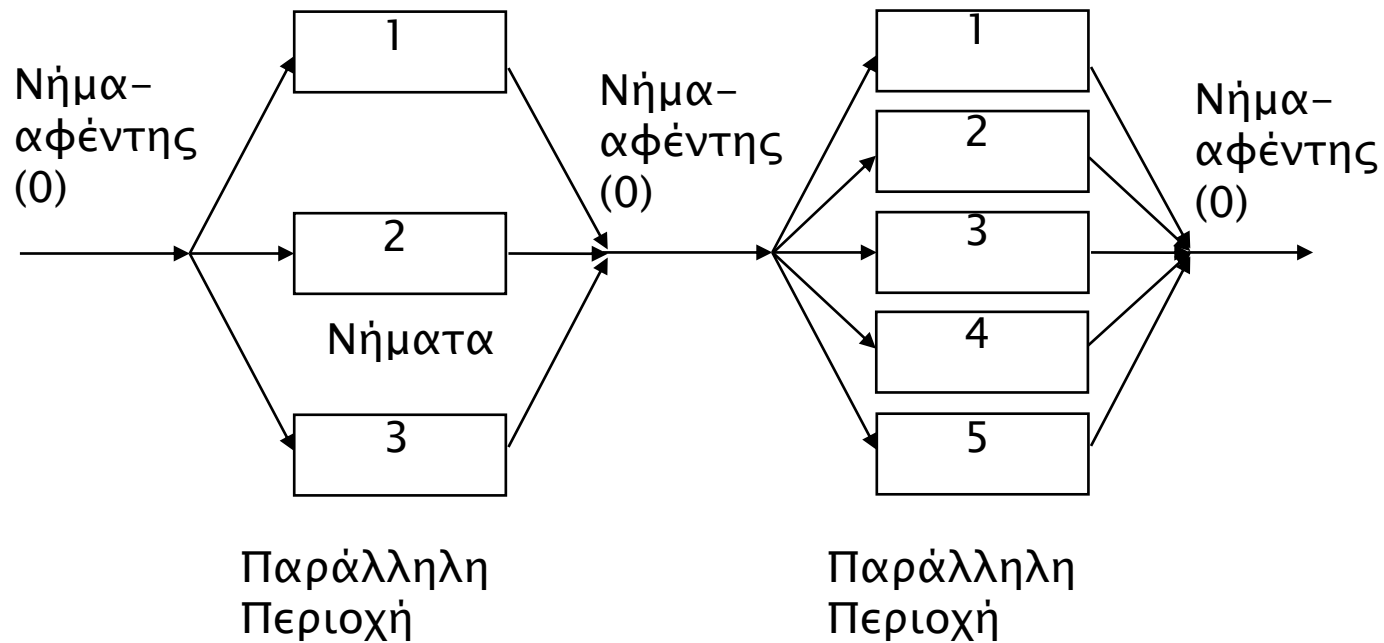 Νήμα-
αφέντης
(0)
1
2
Νήματα
3
Παράλληλη
Περιοχή
Νήμα-
αφέντης
(0)
1
2
3
4
5
Παράλληλη
Περιοχή
Νήμα-
αφέντης
(0)